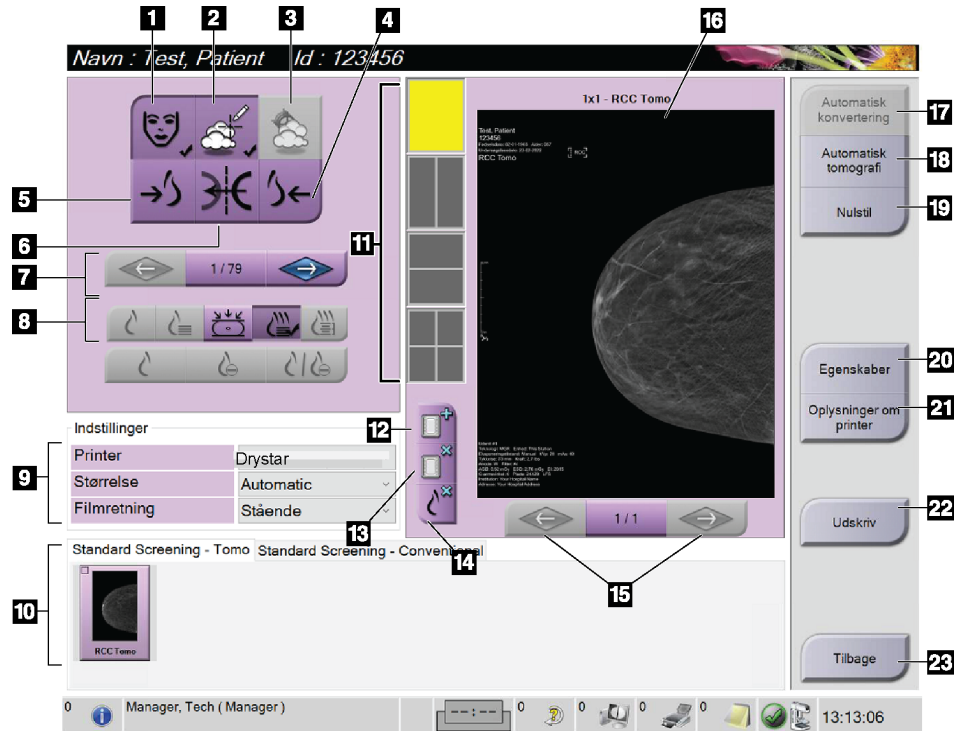 1
2
3
4
16
Navn : Test, Patient Id : 123456
5
6
7
1 / 79
8
11
1x1 - RCC Tomo
Test, Patient
123456
RCC Tomo
RCC
Automatisk konvertering
17
Automatisk tomografi
18
Nulstil
19
Egenskaber
20
Oplysninger om printer
21
Indstillinger
9
Printer
Drystar
Størrelse
Automatic
Filmretning
Stående
12
13
14
1 / 1
15
Udskriv
22
10
Standard Screening - Tomo
Standard Screening - Conventional
RCC Tomo
Tilbage
23
0
Manager, Tech ( Manager )
--:--
0
0
0
0
13:13:06